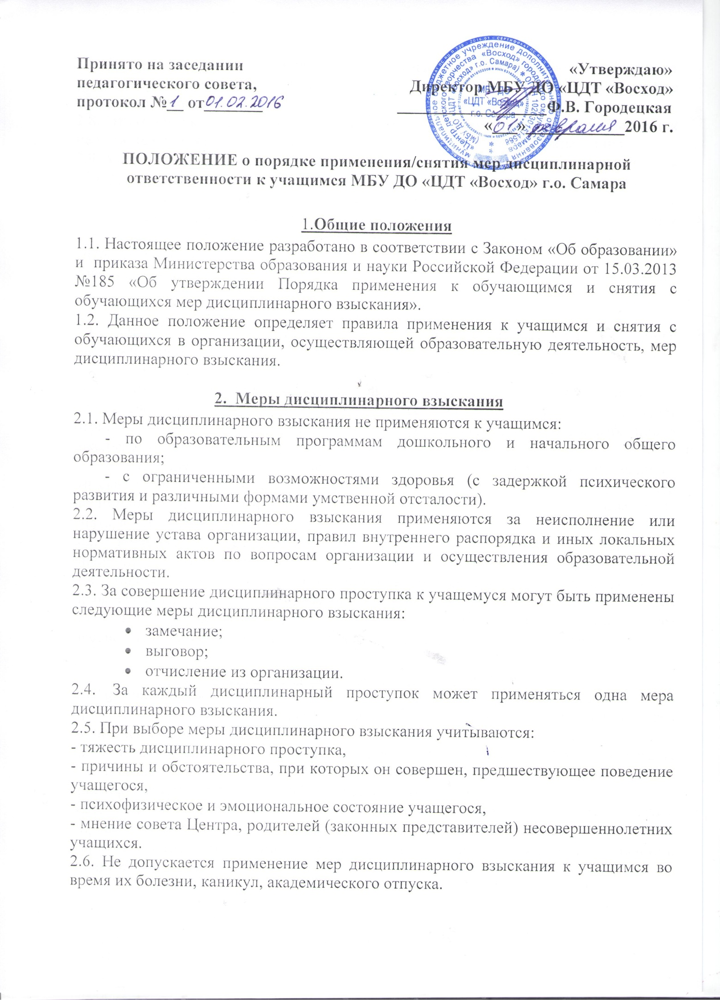 Принято на заседании
педагогического совета,
протокол №1 от 01.02.2016
«Утверждаю»
Директор МБУ ДО «ЦДТ «Восход»
Ф.В. Городецкая
«01» февраля 2016 г.
МБУ ДО
«ЦДТ «Восход»
г.о. Самара
ПОЛОЖЕНИЕ о порядке применения/снятия мер дисциплинарной
ответственности к учащимся МБУ ДО «ЦДТ «Восход» г.о. Самара
1.Общие положения
1.1. Настоящее положение разработано в соответствии с Законом «Об образовании»
и приказа Министерства образования и науки Российской Федерации от 15.03.2013
№185 «Об утверждении Порядка применения к обучающимся и снятия с
обучающихся мер дисциплинарного взыскания».
1.2. Данное положение определяет правила применения к учащимся и снятия с
обучающихся в организации, осуществляющей образовательную деятельность, мер
дисциплинарного взыскания.
2. Меры дисциплинарного взыскания
2.1. Меры дисциплинарного взыскания не применяются к учащимся:
- по образовательным программам дошкольного и начального общего
образования;
- с ограниченными возможностями здоровья (с задержкой психического
развития и различными формами умственной отсталости).
2.2. Меры дисциплинарного взыскания применяются за неисполнение или
нарушение устава организации, правил внутреннего распорядка и иных локальных
нормативных актов по вопросам организации и осуществления образовательной
деятельности.
2.3. За совершение дисциплинарного проступка к учащемуся могут быть применены
следующие меры дисциплинарного взыскания:
• замечание;
• выговор;
• отчисление из организации.
2.4. За каждый дисциплинарный проступок может применяться одна мера
дисциплинарного взыскания.
2.5. При выборе меры дисциплинарного взыскания учитываются:
- тяжесть дисциплинарного проступка,
- причины и обстоятельства, при которых он совершен, предшествующее поведение
учащегося,
- психофизическое и эмоциональное состояние учащегося,
- мнение совета Центра, родителей (законных представителей) несовершеннолетних
учащихся.
2.6. Не допускается применение мер дисциплинарного взыскания к учащимся во
время их болезни, каникул, академического отпуска.